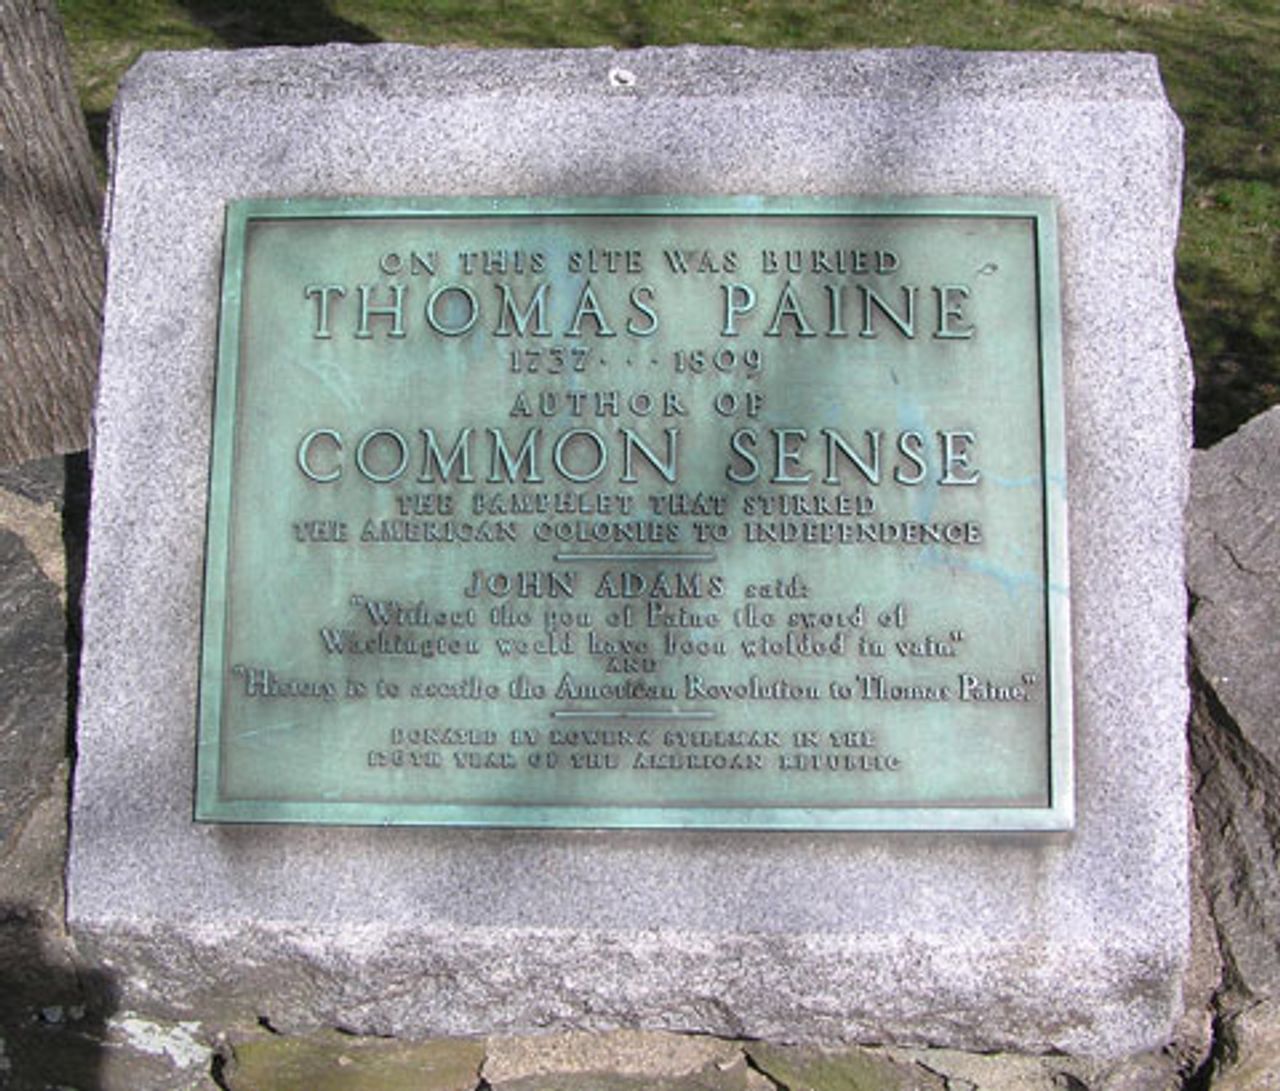 ON THIS SITE WAS BURIED
THOMAS PAINE
1737 · · · 1809
AUTHOR OF
COMMON SENSE
THE PAMPHLET THAT STIRRED
THE AMERICAN COLONIES TO INDEPENDENCE
JOHN ADAMS said:
"Without the pen of Paine the sword of
Washington would have been wielded in vain."
AND
"History is to ascribe the American Revolution to Thomas Paine."
DONATED BY ROWENA STILLMAN IN THE
YEAR OF THE AMERICAN REPUBLIC